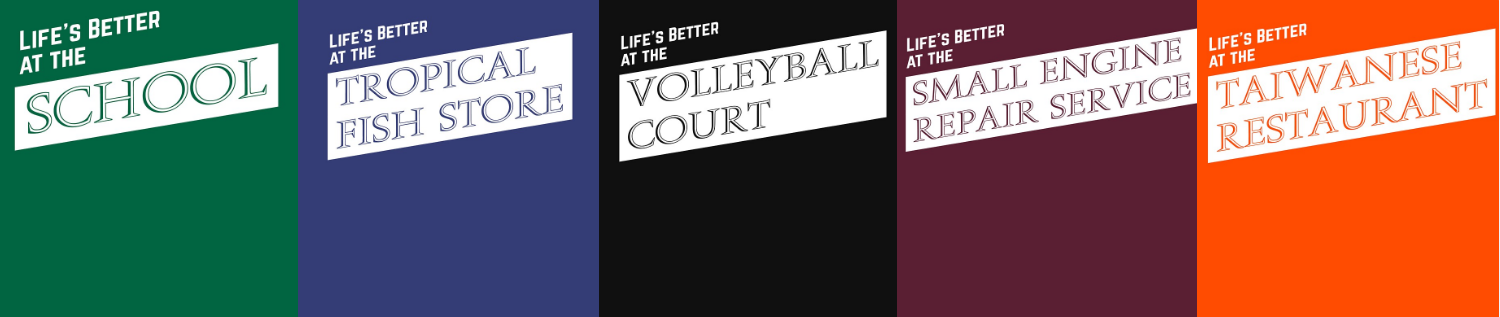 LIFE'S BETTER
AT THE
SCHOOL
LIFE'S BETTER
AT THE
TROPICAL
FISH STORE
LIFE'S BETTER
AT THE
VOLLEYBALL
COURT
LIFE'S BETTER
AT THE
SMALL ENGINE
REPAIR SERVICE
LIFE'S BETTER
AT THE
TAIWANESE
RESTAURANT